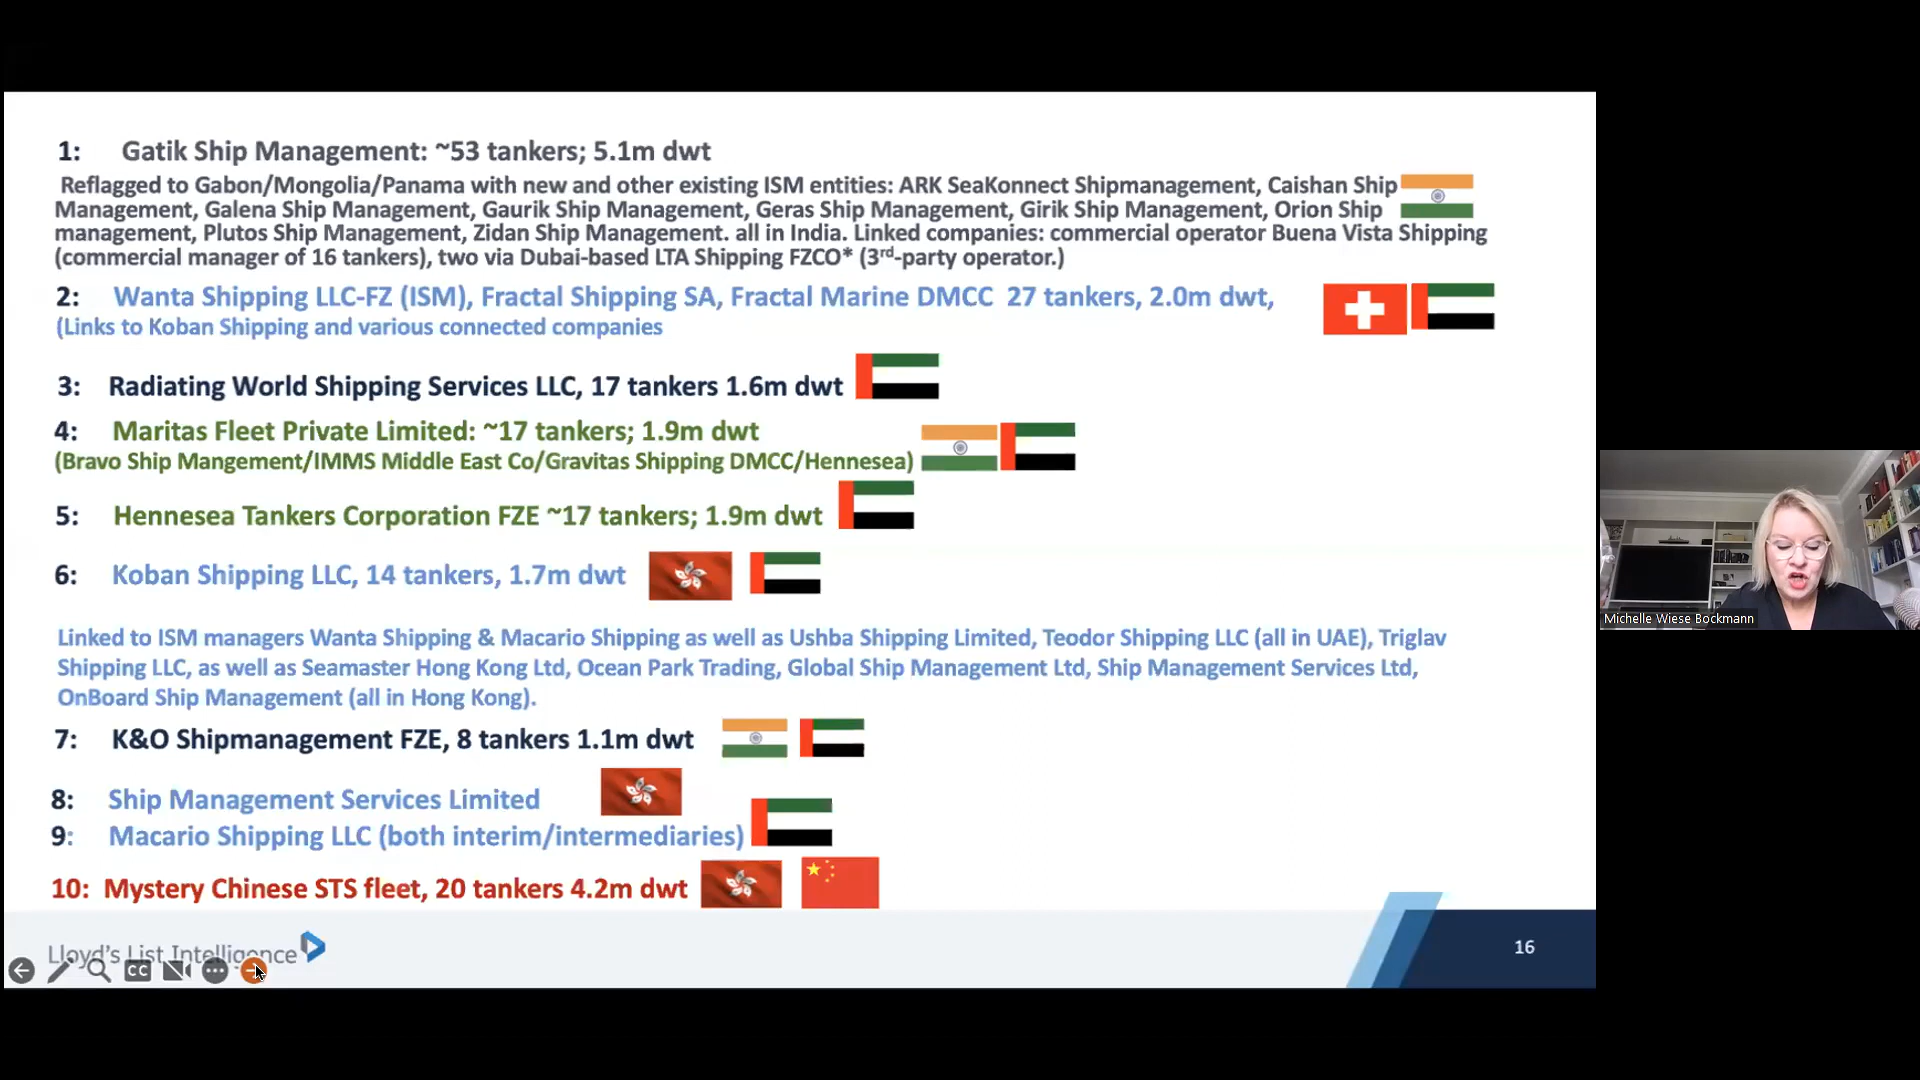 1: Gatik Ship Management: ~53 tankers; 5.1m dwt
Reflagged to Gabon/Mongolia/Panama with new and other existing ISM entities: ARK SeaKonnect Shipmanagement, Caishan Ship
Management, Galena Ship Management, Gaurik Ship Management, Geras Ship Management, Girik Ship Management, Orion Ship
management, Plutos Ship Management, Zidan Ship Management. all in India. Linked companies: commercial operator Buena Vista Shipping
(commercial manager of 16 tankers), two via Dubai-based LTA Shipping FZCO* (3rd-party operator.)
2: Wanta Shipping LLC-FZ (ISM), Fractal Shipping SA, Fractal Marine DMCC 27 tankers, 2.0m dwt,
(Links to Koban Shipping and various connected companies
3: Radiating World Shipping Services LLC, 17 tankers 1.6m dwt
4: Maritas Fleet Private Limited: ~17 tankers; 1.9m dwt
(Bravo Ship Mangement/IMMS Middle East Co/Gravitas Shipping DMCC/Hennesea)
5: Hennesea Tankers Corporation FZE ~17 tankers; 1.9m dwt
6: Koban Shipping LLC, 14 tankers, 1.7m dwt
Linked to ISM managers Wanta Shipping & Macario Shipping as well as Ushba Shipping Limited, Teodor Shipping LLC (all in UAE), Triglav
Shipping LLC, as well as Seamaster Hong Kong Ltd, Ocean Park Trading, Global Ship Management Ltd, Ship Management Services Ltd,
OnBoard Ship Management (all in Hong Kong).
7: K&O Shipmanagement FZE, 8 tankers 1.1m dwt
8: Ship Management Services Limited
9: Macario Shipping LLC (both interim/intermediaries)
10: Mystery Chinese STS fleet, 20 tankers 4.2m dwt
Lloyd's List Intelligence
CC
16
Michelle Wiese Bockmann